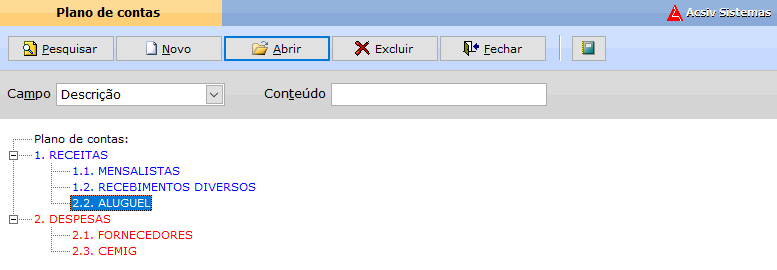 Plano de contas
Acsiv Sistemas
Pesquisar Novo Abrir Excluir Fechar
Campo Descrição Conteúdo
Plano de contas:
1. RECEITAS
1.1. MENSALISTAS
1.2. RECEBIMENTOS DIVERSOS
2.2. ALUGUEL
2. DESPESAS
2.1. FORNECEDORES
2.3. CEMIG